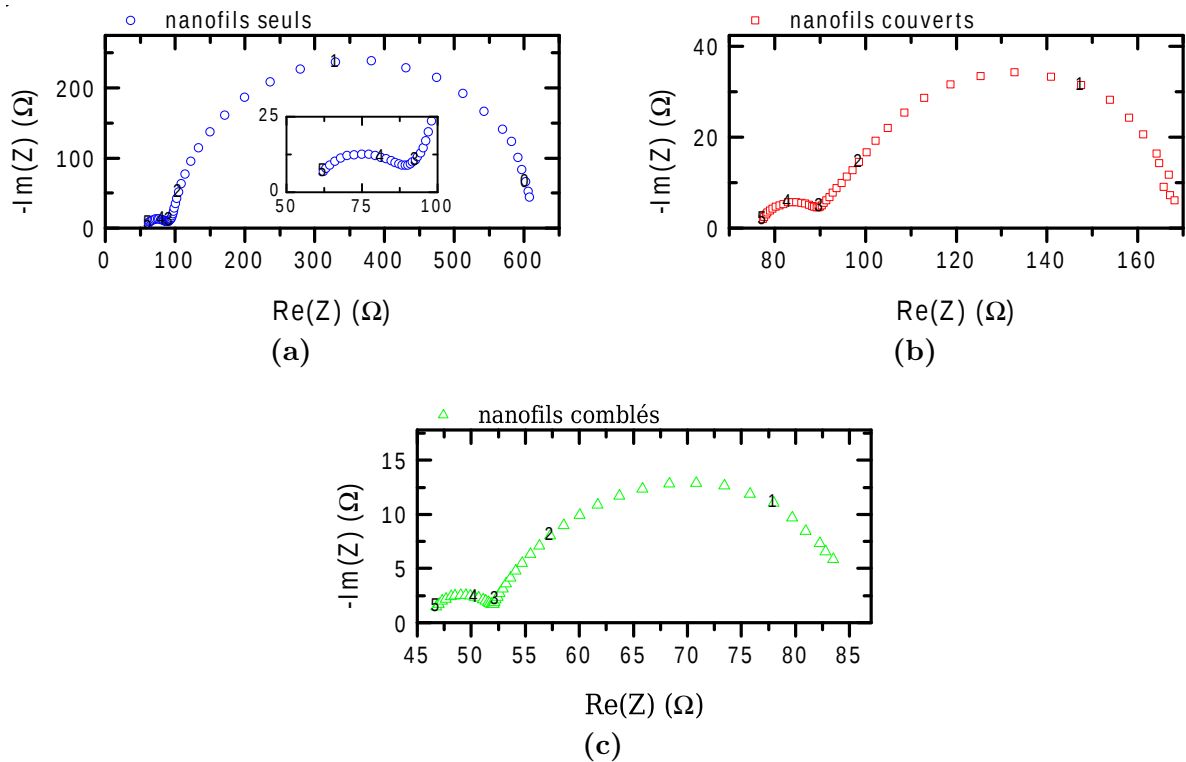 nanofils seuls
-Im(Z) (Ω)
200
100
0
0 100 200 300 400 500 600
Re(Z) (Ω)
25
0
50 75 100
5 4 3
5 4 3 2 1 0
(a)
nanofils couverts
-Im(Z) (Ω)
40
20
0
80 100 120 140 160
Re(Z) (Ω)
5 4 3 2 1
(b)
nanofils comblés
-Im(Z) (Ω)
15
10
5
0
45 50 55 60 65 70 75 80 85
Re(Z) (Ω)
5 4 3 2 1
(c)